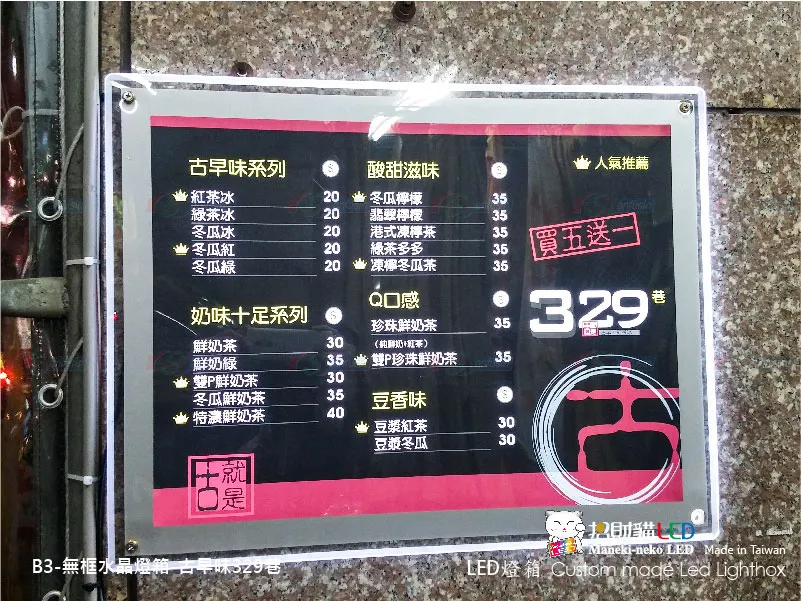 古早味系列 $
紅茶冰 20
綠茶冰 20
冬瓜冰 20
冬瓜紅 20
冬瓜綠 20
奶味十足系列 $
鮮奶茶 30
鮮奶綠 35
雙P鮮奶茶 30
冬瓜鮮奶茶 35
特濃鮮奶茶 40
就是古
酸甜滋味 $
冬瓜檸檬 35
翡翠檸檬 35
港式凍檸茶 35
綠茶多多 35
凍檸冬瓜茶 35
Q口感 $
珍珠鮮奶茶 35
(純鮮奶+紅茶)
雙P珍珠鮮奶茶 35
豆香味 $
豆漿紅茶 30
豆漿冬瓜 30
人氣推薦
買五送一
329巷
古
招財貓LED
Maneki-neko LED Made in Taiwan
LED燈箱 Custom made Led Lightbox
B3-無框水晶燈箱-古早味329巷